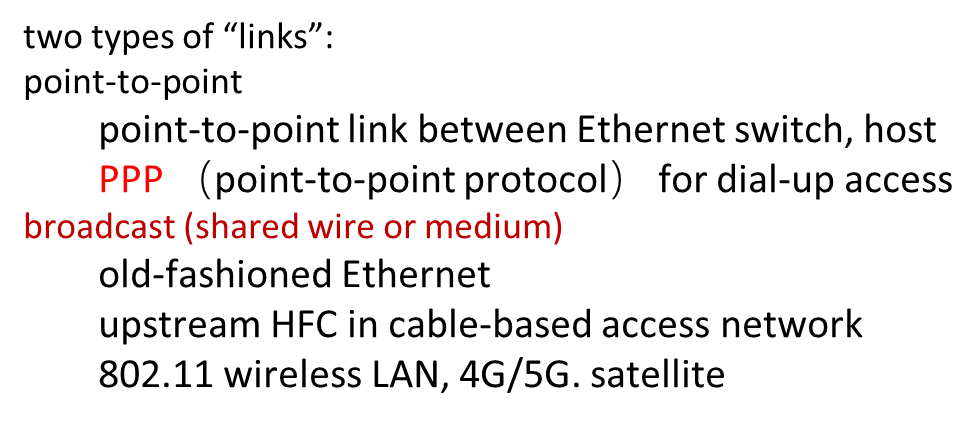 two types of “links”:
point-to-point
point-to-point link between Ethernet switch, host
PPP （point-to-point protocol） for dial-up access
broadcast (shared wire or medium)
old-fashioned Ethernet
upstream HFC in cable-based access network
802.11 wireless LAN, 4G/5G. satellite